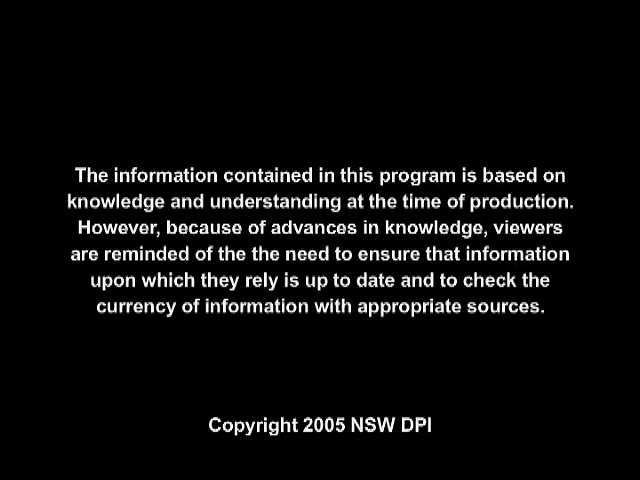 The information contained in this program is based on
knowledge and understanding at the time of production.
However, because of advances in knowledge, viewers
are reminded of the the need to ensure that information
upon which they rely is up to date and to check the
currency of information with appropriate sources.
Copyright 2005 NSW DPI